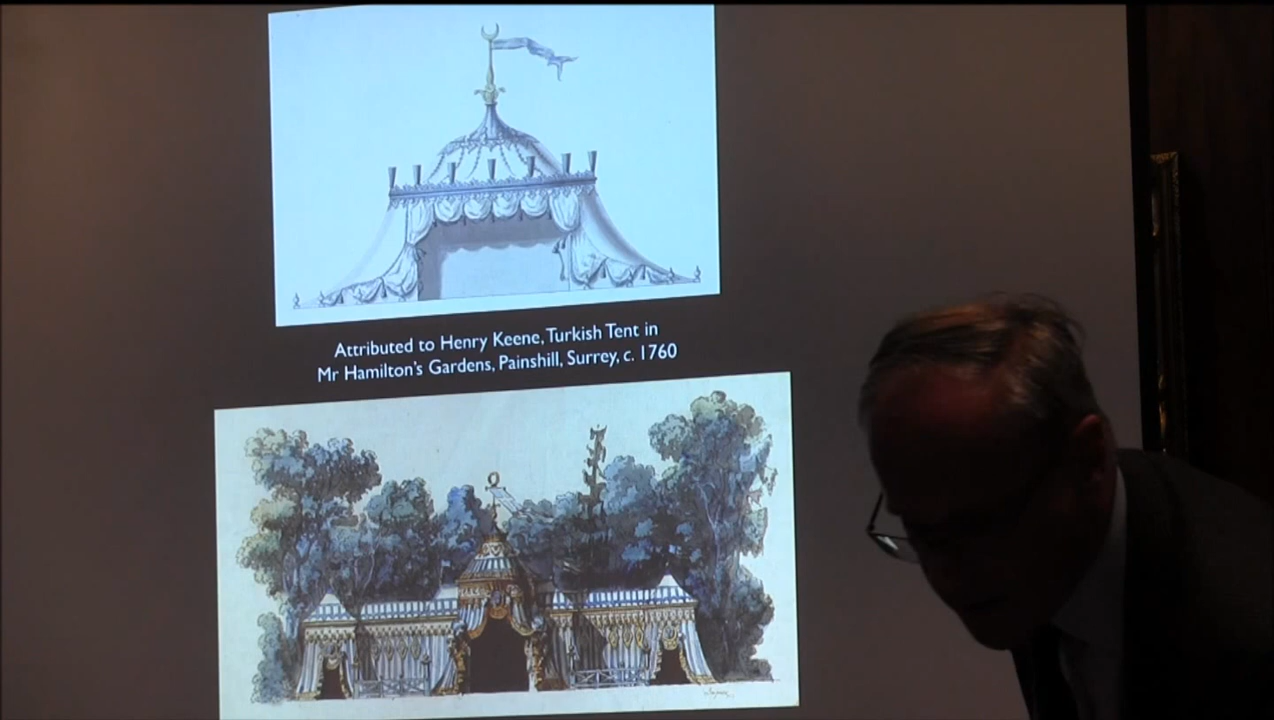 Attributed to Henry Keene, Turkish Tent in
Mr Hamilton's Gardens, Painshill, Surrey, c. 1760